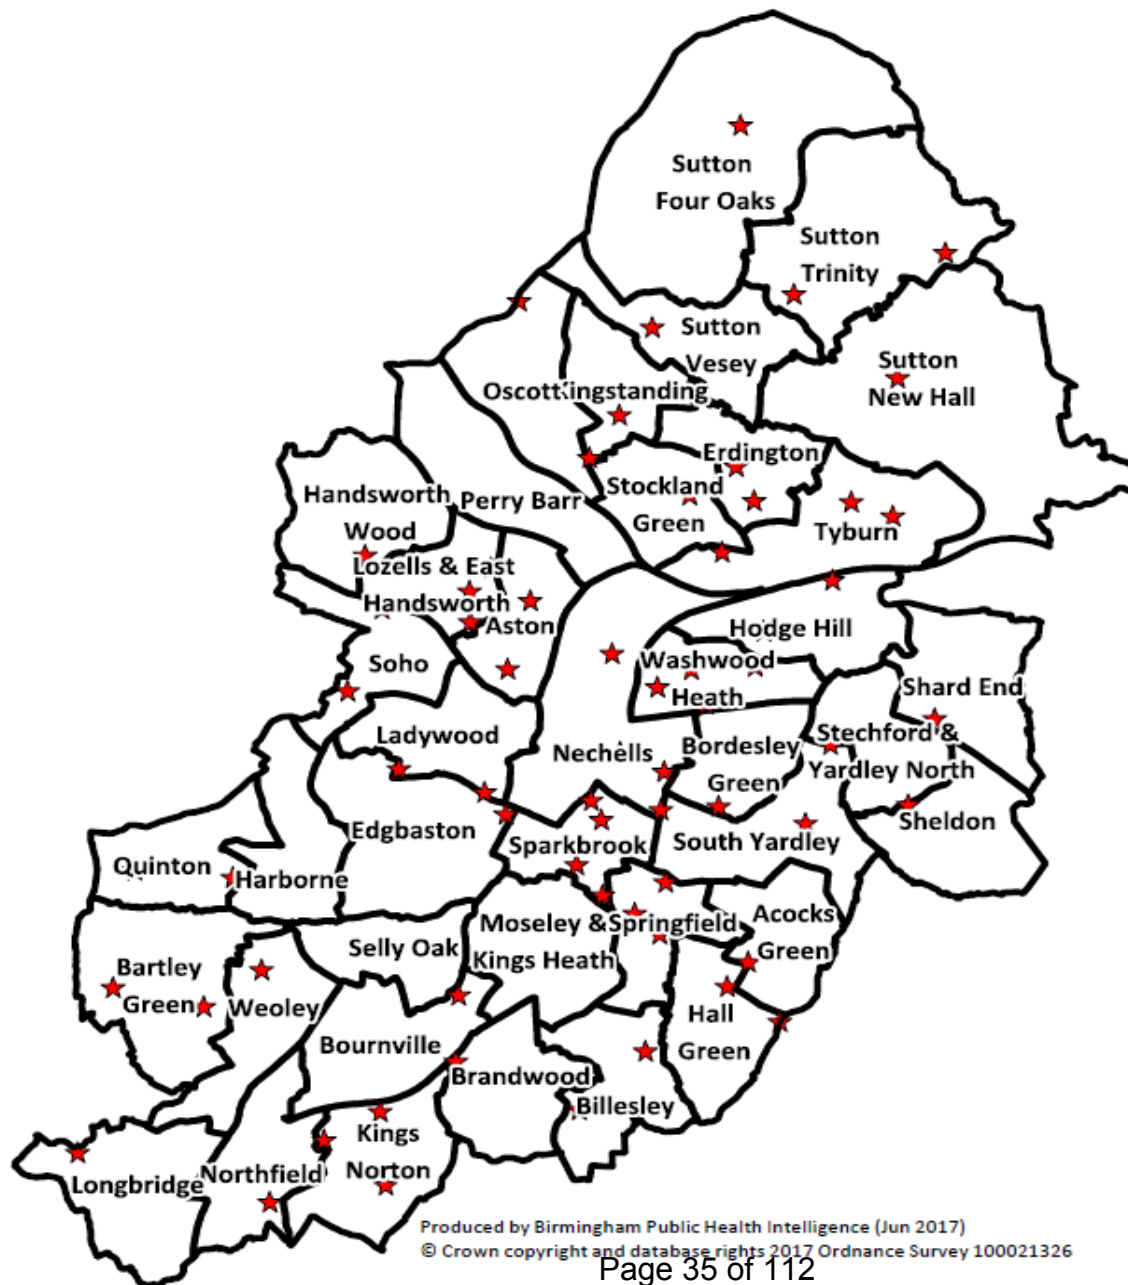 Sutton
Four Oaks
Sutton
Trinity
Sutton
Vesey
Sutton
New Hall
Oscott
Kingstanding
Erdington
Stockland
Green
Tyburn
Handsworth
Wood
Perry Barr
Lozells & East
Handsworth
Aston
Soho
Hodge Hill
Washwood
Heath
Shard End
Ladywood
Nechells
Bordesley
Green
Stechford &
Yardley North
Sheldon
Edgbaston
Sparkbrook
South Yardley
Quinton
Harborne
Moseley &
Kings Heath
Springfield
Acocks
Green
Selly Oak
Bartley
Green
Weoley
Hall
Green
Bournville
Brandwood
Billesley
Kings
Norton
Longbridge
Northfield
Produced by Birmingham Public Health Intelligence (Jun 2017)
© Crown copyright and database rights 2017 Ordnance Survey 100021326
Page 35 of 112